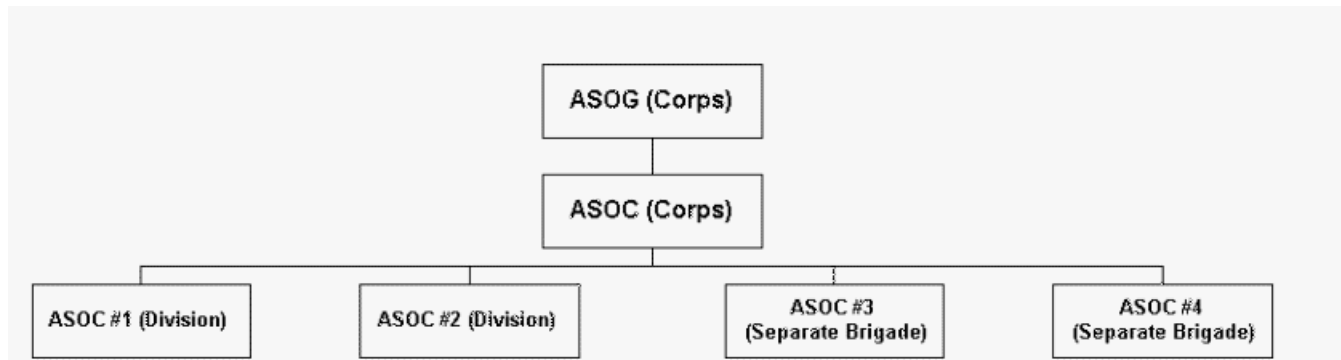 ASOG (Corps)
ASOC (Corps)
ASOC #1 (Division)
ASOC #2 (Division)
ASOC #3
(Separate Brigade)
ASOC #4
(Separate Brigade)